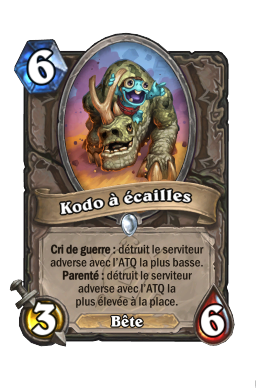 6
Kodo à écailles
Cri de guerre : détruit le serviteur
adverse avec l'ATQ la plus basse.
Parenté : détruit le serviteur
adverse avec l'ATQ la
plus élevée à la place.
3
Bête
6